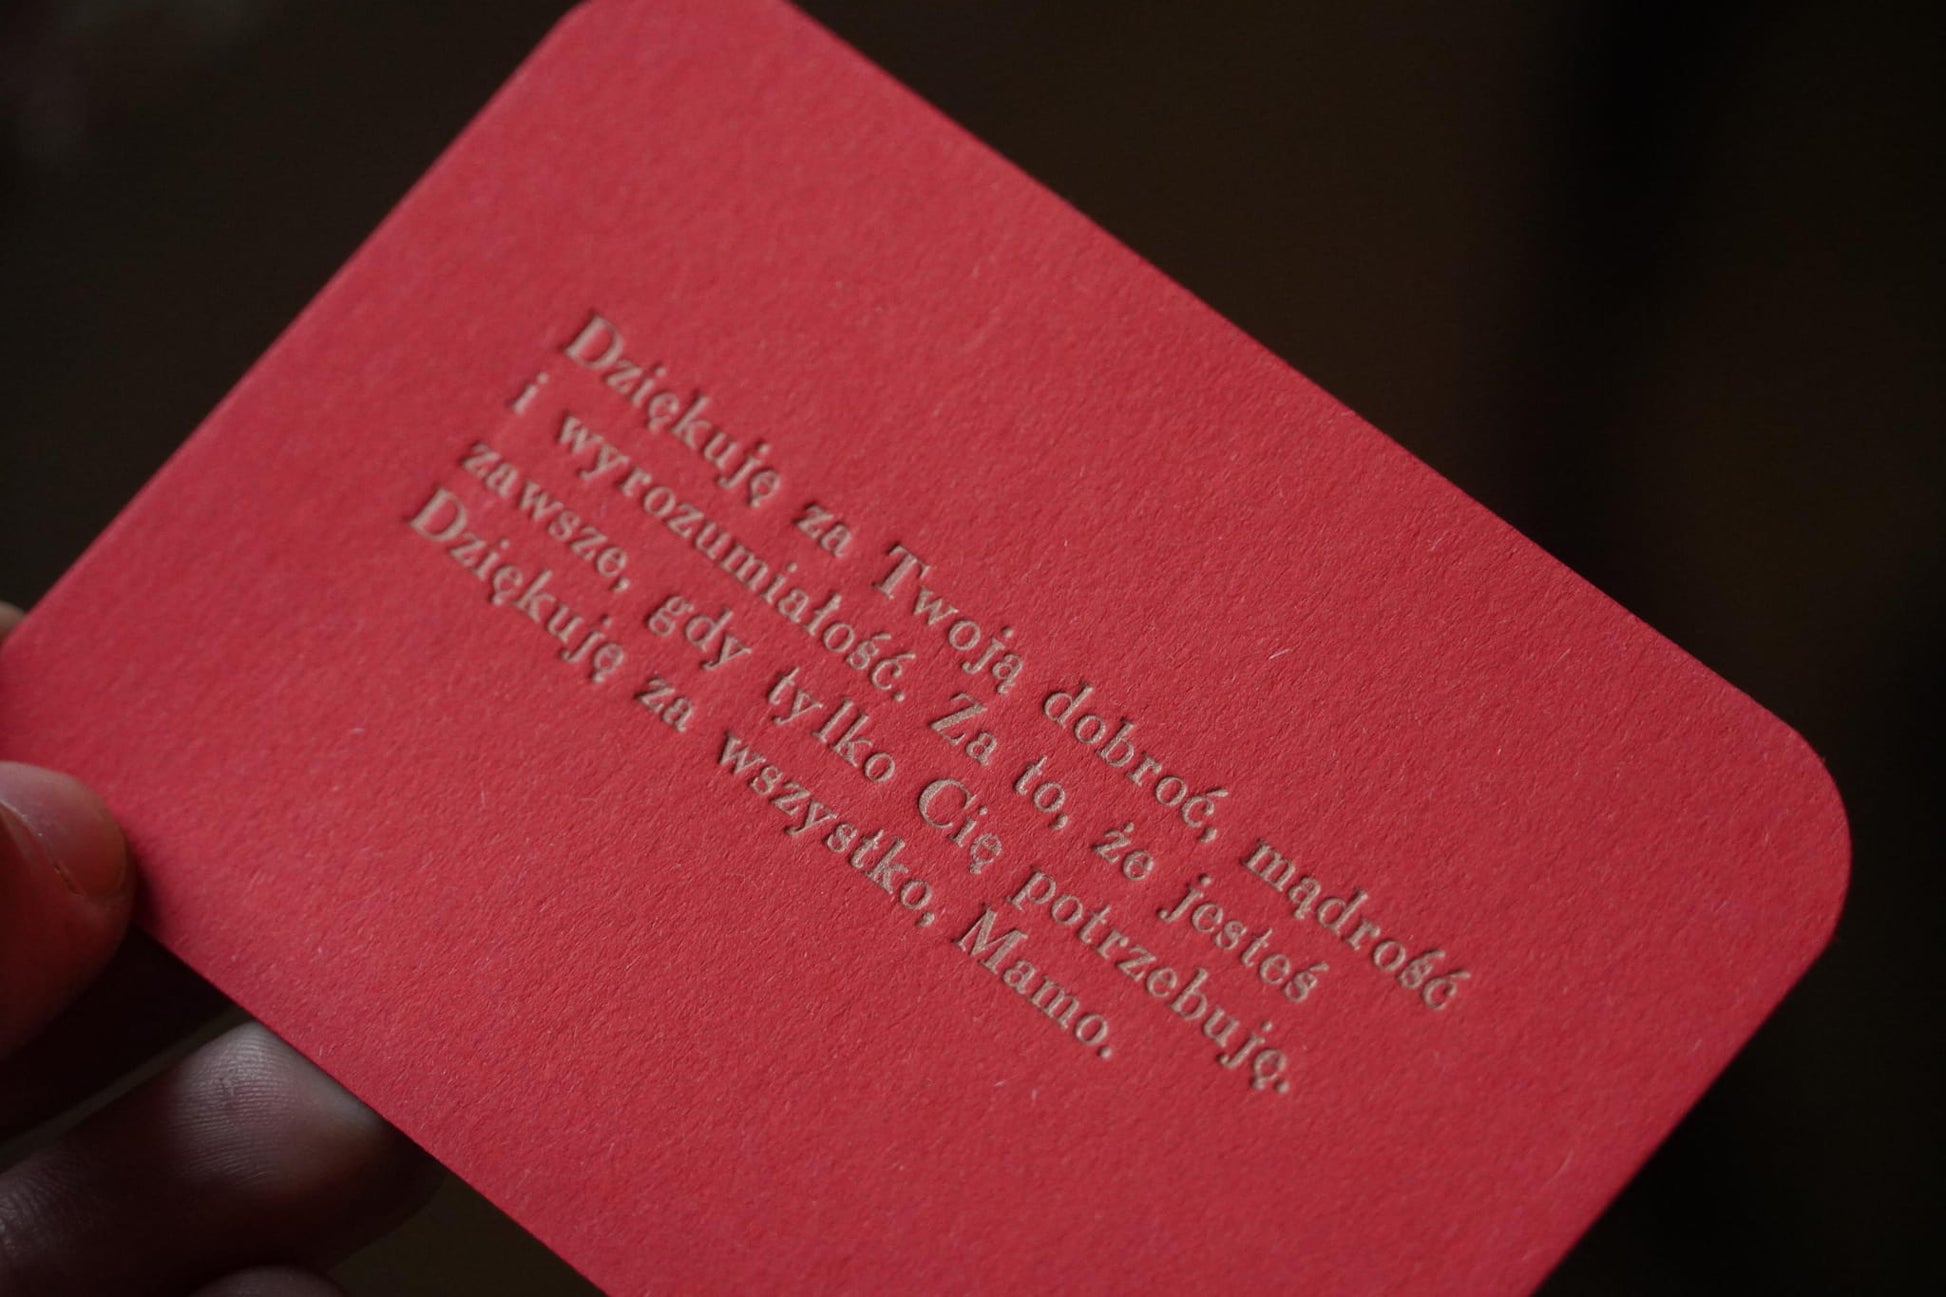 Dziękuję za Twoją dobroć, mądrość
i wyrozumiałość. Za to, że jesteś
zawsze, gdy tylko Cię potrzebuję.
Dziękuję za wszystko, Mamo.